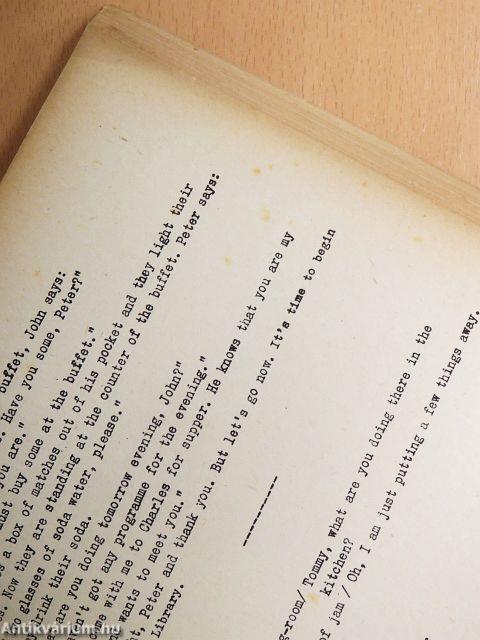 buffet, John says:
. Have you some, Peter?"
you are."
must buy some at the buffet."
a box of matches out of his pocket and they light their
s. Now they are standing at the counter of the buffet. Peter says:
glasses of soda water, please."
drink their soda.
are you doing tomorrow evening, John?"
n't got any programme for the evening."
me with me to Charles for supper. He knows that you are my
wants to meet you."
t, Peter and thank you. But let's go now. It's time to begin
Library.
----------
g-room/ Tommy, what are you doing there in the
kitchen?
of jam / Oh, I am just putting a few things away.
Antikvárium.hu